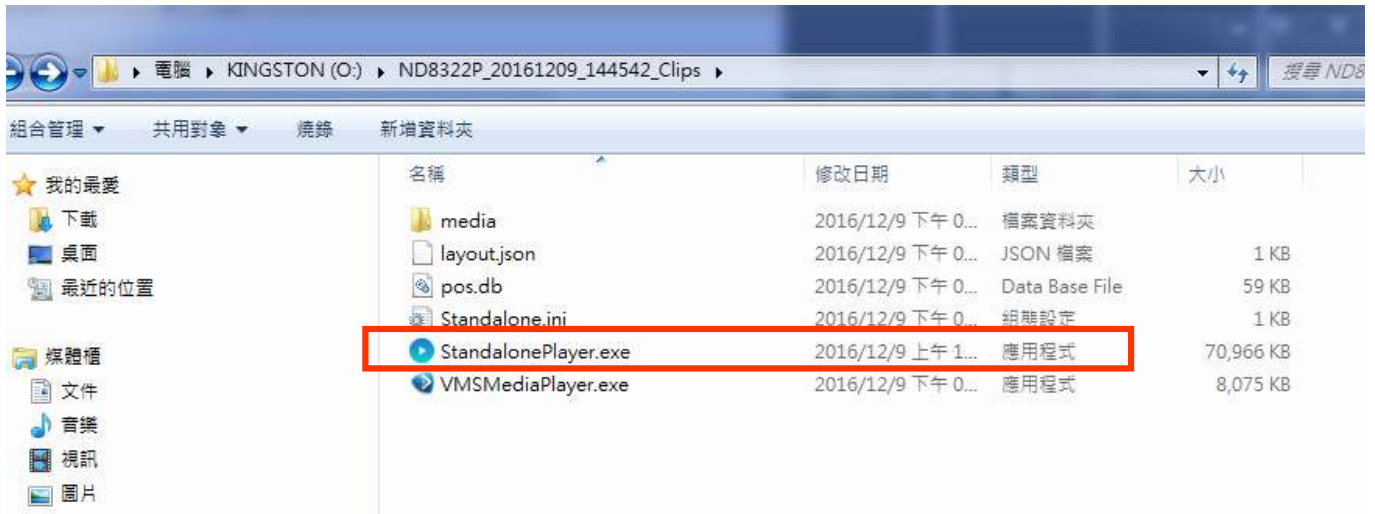 電腦 ▸ KINGSTON (O:) ▸ ND8322P_20161209_144542_Clips ▸ 搜尋 ND8
組合管理 ▼ 共用對象 ▼ 燒錄 新增資料夾
名稱 修改日期 類型 大小
我的最愛
下載
桌面
最近的位置
媒體櫃
文件
音樂
視訊
圖片
media 2016/12/9 下午 0... 檔案資料夾
layout.json 2016/12/9 下午 0... JSON 檔案 1 KB
pos.db 2016/12/9 下午 0... Data Base File 59 KB
Standalone.ini 2016/12/9 下午 0... 組態設定 1 KB
StandalonePlayer.exe 2016/12/9 上午 1... 應用程式 70,966 KB
VMSMediaPlayer.exe 2016/12/9 下午 0... 應用程式 8,075 KB